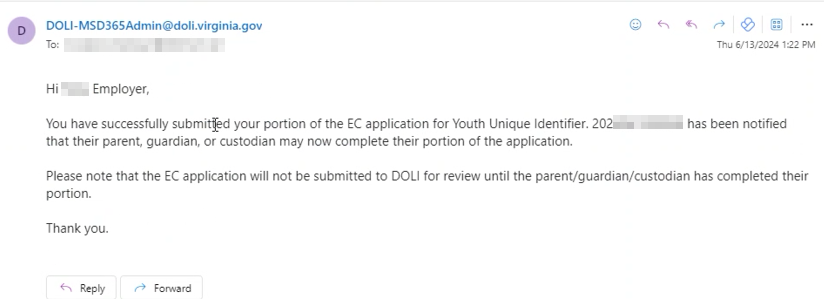 D
DOLI-MSD365Admin@doli.virginia.gov
To:
Thu 6/13/2024 1:22 PM
Hi Employer,
You have successfully submitted your portion of the EC application for Youth Unique Identifier. 202 has been notified
that their parent, guardian, or custodian may now complete their portion of the application.
Please note that the EC application will not be submitted to DOLI for review until the parent/guardian/custodian has completed their
portion.
Thank you.
Reply Forward